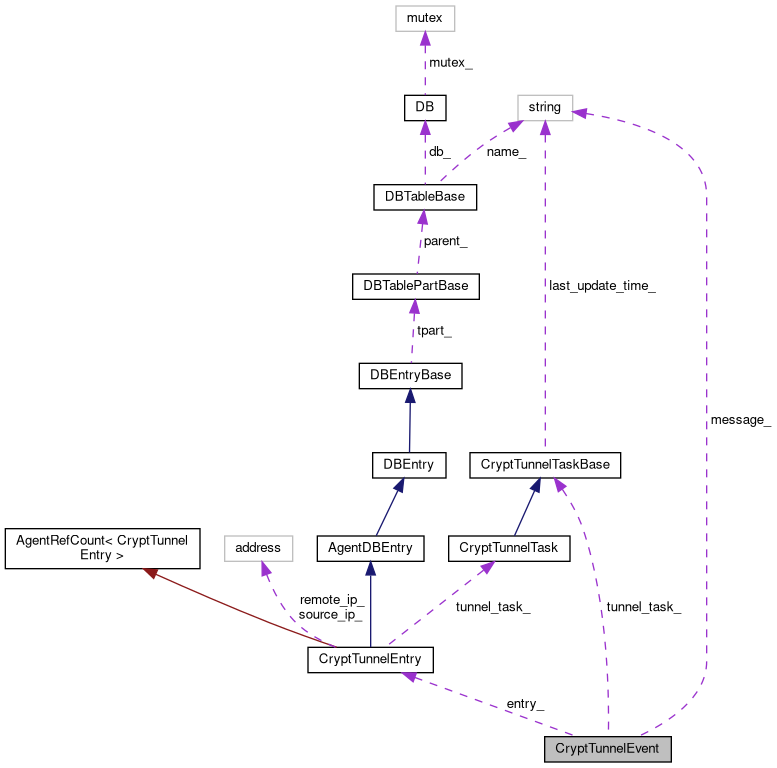 mutex
mutex_
DB
string
db_
name_
DBTableBase
parent_
DBTablePartBase
last_update_time_
tpart_
DBEntryBase
message_
DBEntry
CryptTunnelTaskBase
AgentRefCount< CryptTunnel
Entry >
address
AgentDBEntry
CryptTunnelTask
remote_ip_
source_ip_
tunnel_task_
tunnel_task_
CryptTunnelEntry
entry_
CryptTunnelEvent